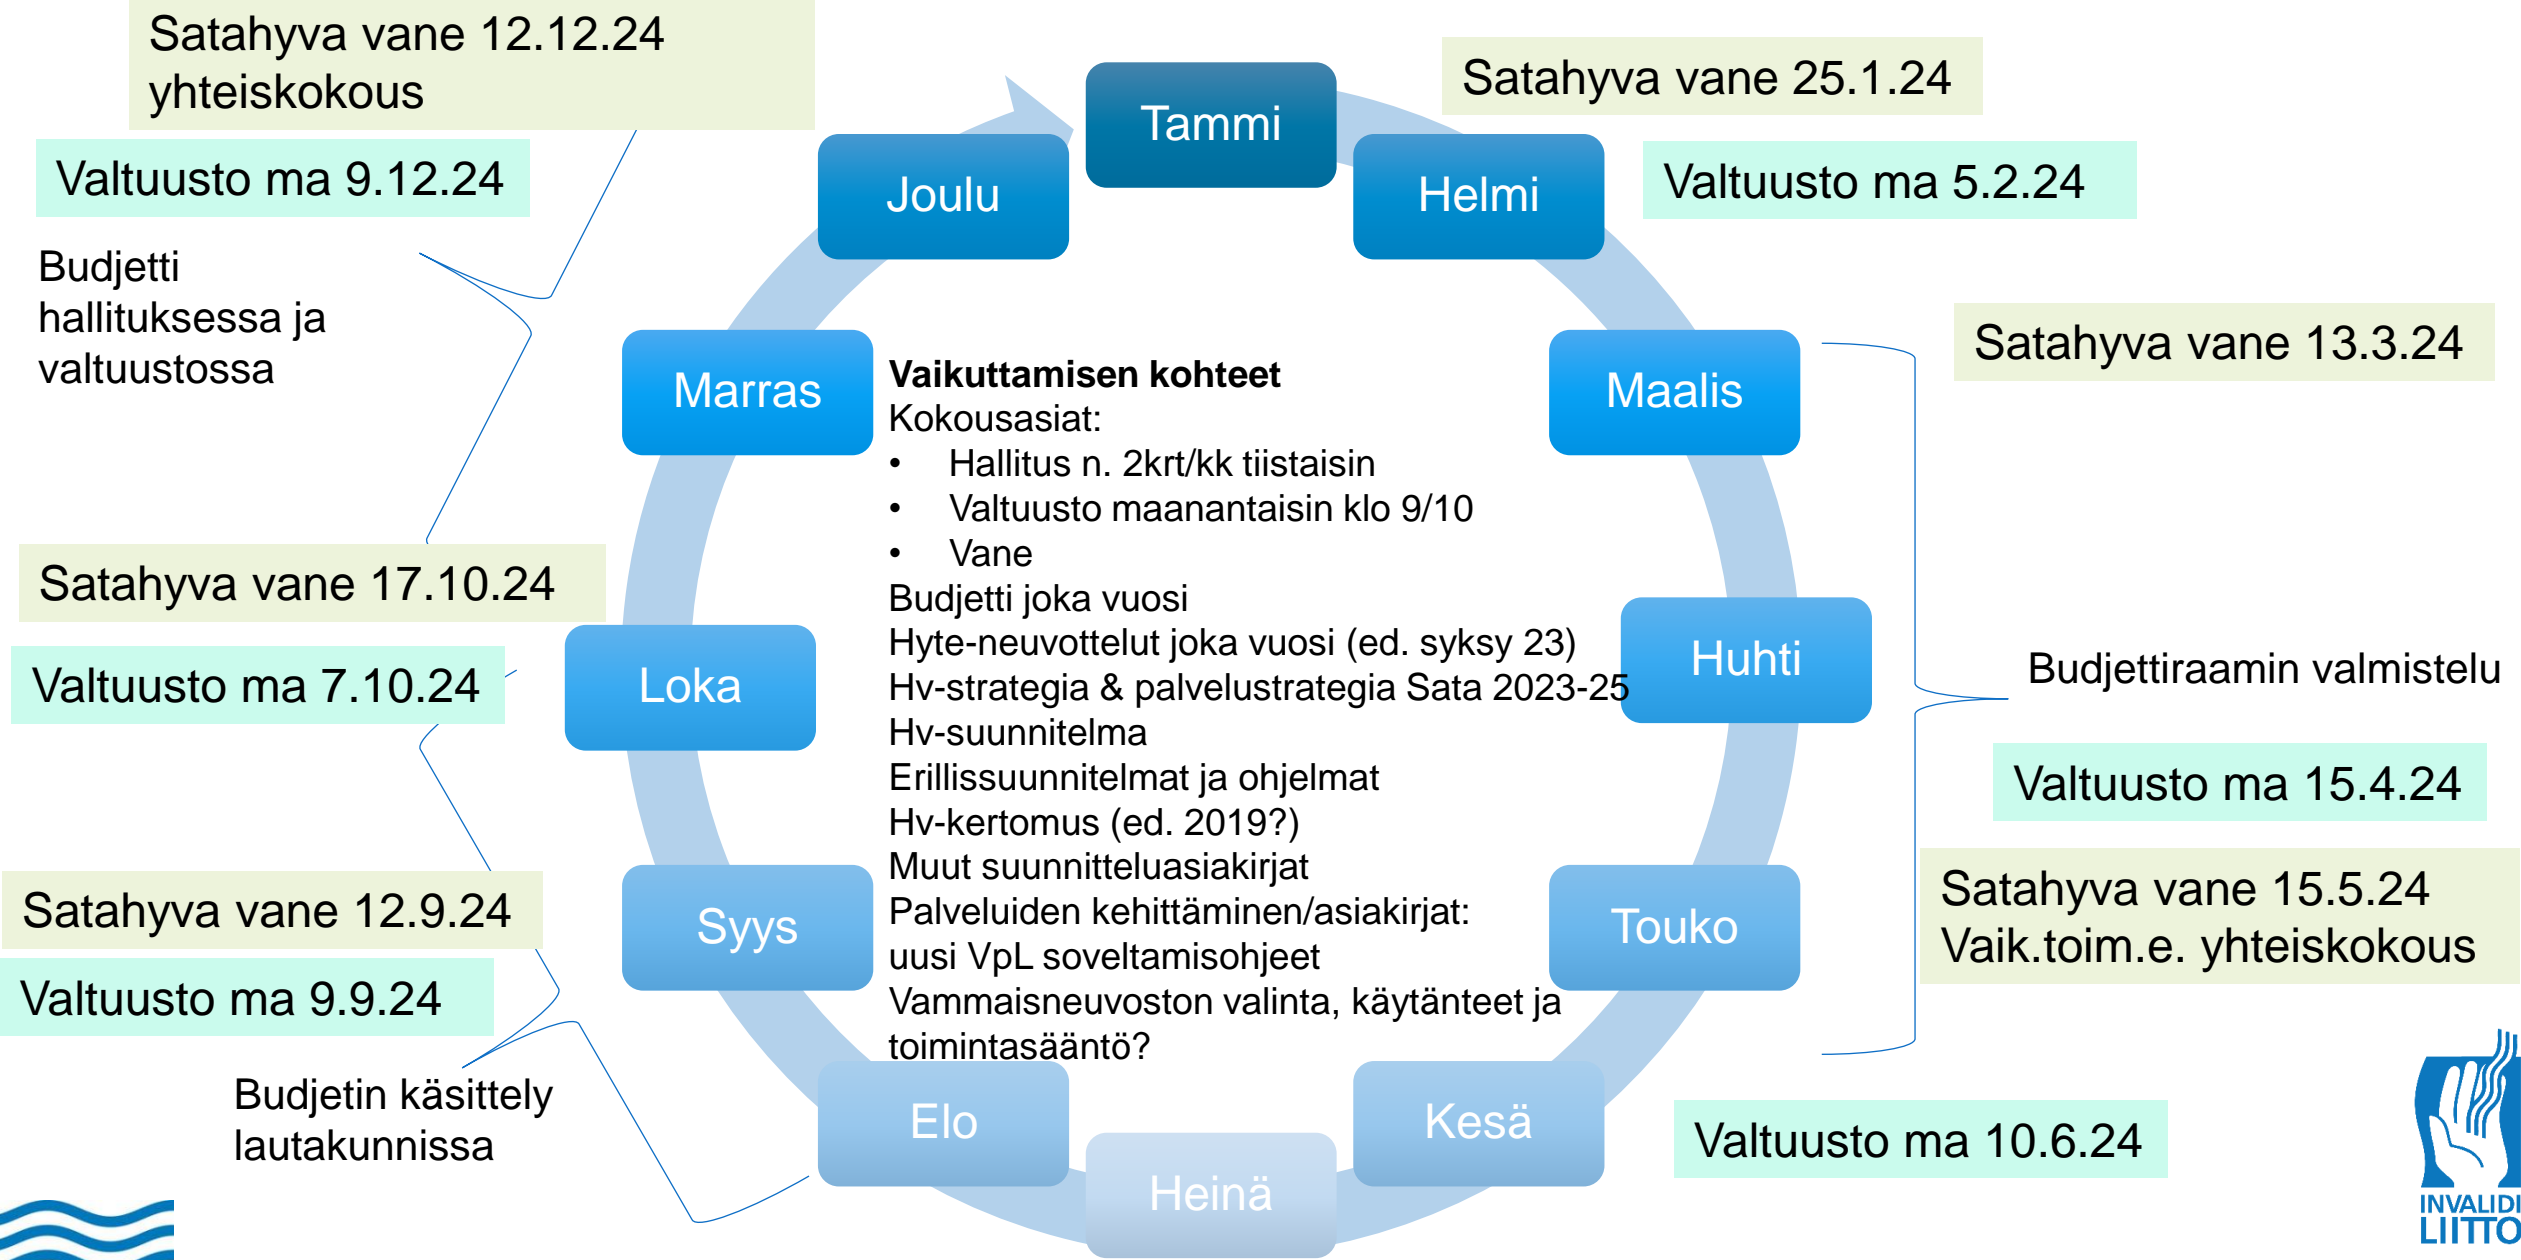 Satahyva vane 12.12.24
yhteiskokous
Valtuusto ma 9.12.24
Budjetti
hallituksessa ja
valtuustossa
Satahyva vane 17.10.24
Valtuusto ma 7.10.24
Satahyva vane 12.9.24
Valtuusto ma 9.9.24
Budjetin käsittely
lautakunnissa
Tammi
Helmi
Maalis
Huhti
Touko
Kesä
Heinä
Elo
Syys
Loka
Marras
Joulu
Vaikuttamisen kohteet
Kokousasiat:
• Hallitus n. 2krt/kk tiistaisin
• Valtuusto maanantaisin klo 9/10
• Vane
Budjetti joka vuosi
Hyte-neuvottelut joka vuosi (ed. syksy 23)
Hv-strategia & palvelustrategia Sata 2023-25
Hv-suunnitelma
Erillissuunnitelmat ja ohjelmat
Hv-kertomus (ed. 2019?)
Muut suunnitteluasiakirjat
Palveluiden kehittäminen/asiakirjat:
uusi VpL soveltamisohjeet
Vammaisneuvoston valinta, käytänteet ja
toimintasääntö?
Satahyva vane 25.1.24
Valtuusto ma 5.2.24
Satahyva vane 13.3.24
Budjettiraamin valmistelu
Valtuusto ma 15.4.24
Satahyva vane 15.5.24
Vaik.toim.e. yhteiskokous
Valtuusto ma 10.6.24
INVALIDI
LIITTO